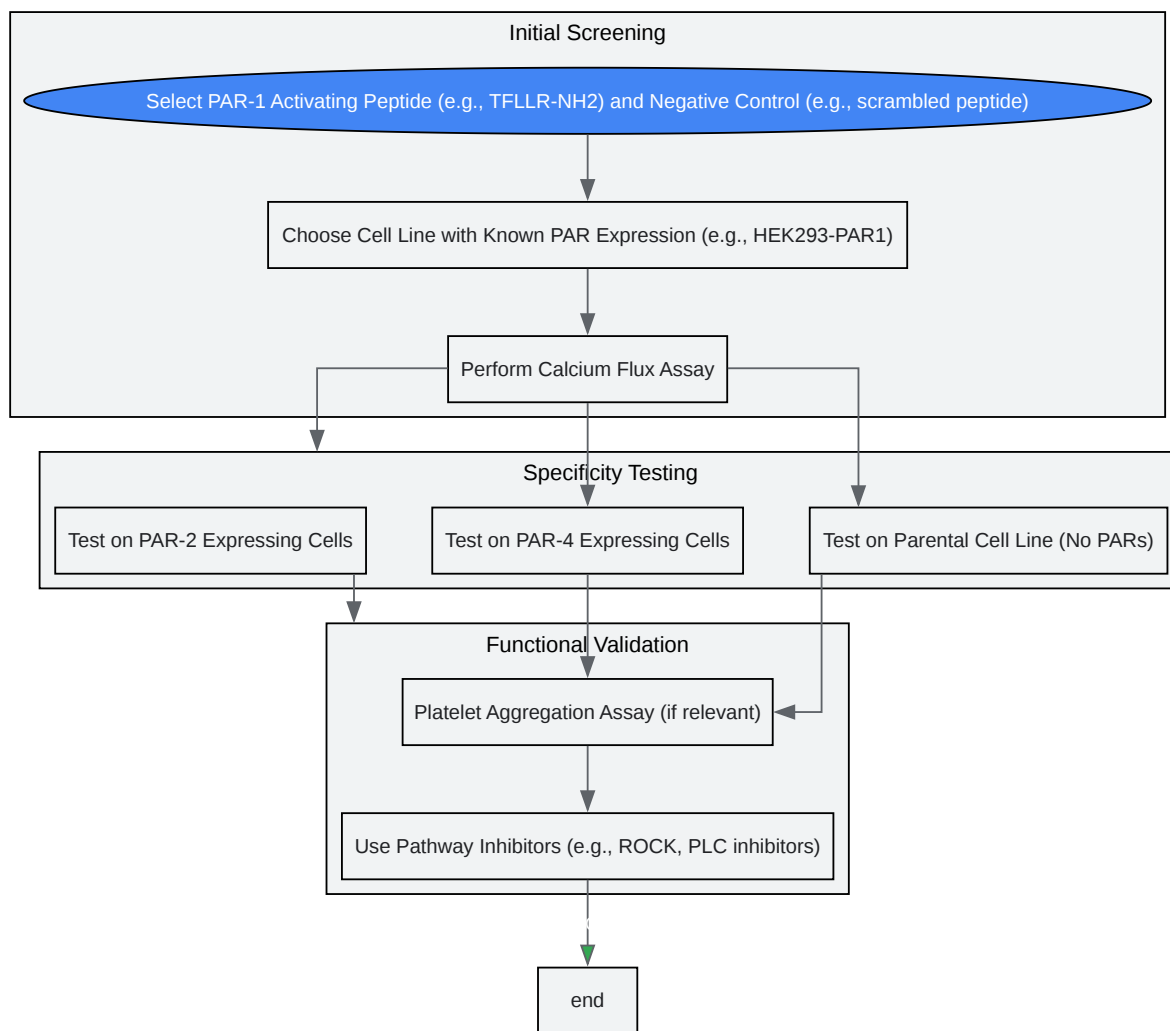 Initial Screening
Select PAR-1 Activating Peptide (e.g., TFLLR-NH2) and Negative Control (e.g., scrambled peptide)
Choose Cell Line with Known PAR Expression (e.g., HEK293-PAR1)
Perform Calcium Flux Assay
Specificity Testing
Test on PAR-2 Expressing Cells
Test on PAR-4 Expressing Cells
Test on Parental Cell Line (No PARs)
Functional Validation
Platelet Aggregation Assay (if relevant)
Use Pathway Inhibitors (e.g., ROCK, PLC inhibitors)
end